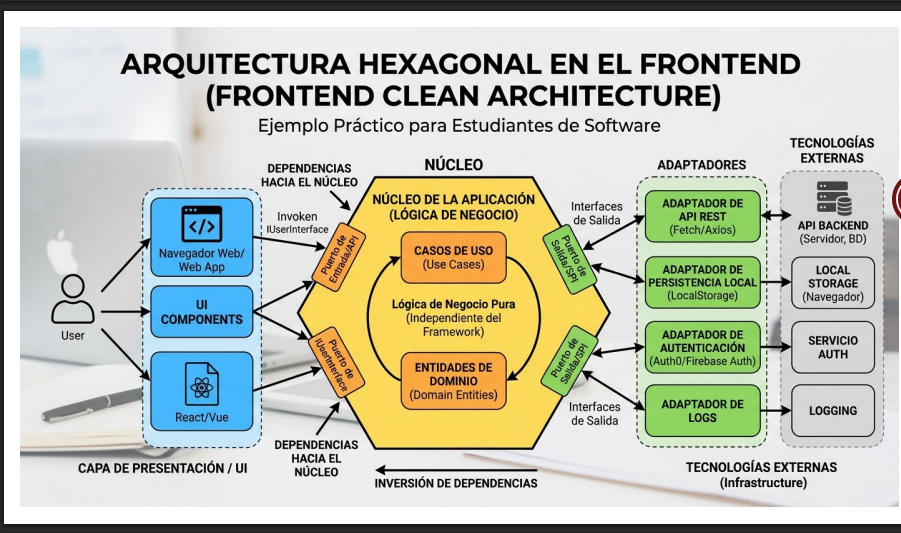 ARQUITECTURA HEXAGONAL EN EL FRONTEND
(FRONTEND CLEAN ARCHITECTURE)
Ejemplo Práctico para Estudiantes de Software
DEPENDENCIAS
HACIA EL NÚCLEO
NÚCLEO
ADAPTADORES
TECNOLOGÍAS
EXTERNAS
Navegador Web/
Web App
UI
COMPONENTS
React/Vue
User
CAPA DE PRESENTACIÓN / UI
Invoken
IUserInterface
Puerto de
Entrada/API
Puerto de
IUserInterface
DEPENDENCIAS
HACIA EL
NÚCLEO
NÚCLEO DE LA APLICACIÓN
(LÓGICA DE NEGOCIO)
CASOS DE USO
(Use Cases)
Lógica de Negocio Pura
(Independiente del
Framework)
ENTIDADES DE
DOMINIO
(Domain Entities)
INVERSIÓN DE DEPENDENCIAS
Puerto de
Salida/SPI
Puerto de
Salida/SPI
Interfaces
de Salida
Interfaces
de Salida
ADAPTADOR DE
API REST
(Fetch/Axios)
ADAPTADOR DE
PERSISTENCIA LOCAL
(LocalStorage)
ADAPTADOR DE
AUTENTICACIÓN
(Auth0/Firebase Auth)
ADAPTADOR DE
LOGS
API BACKEND
(Servidor, BD)
LOCAL
STORAGE
(Navegador)
SERVICIO
AUTH
LOGGING
TECNOLOGÍAS EXTERNAS
(Infrastructure)